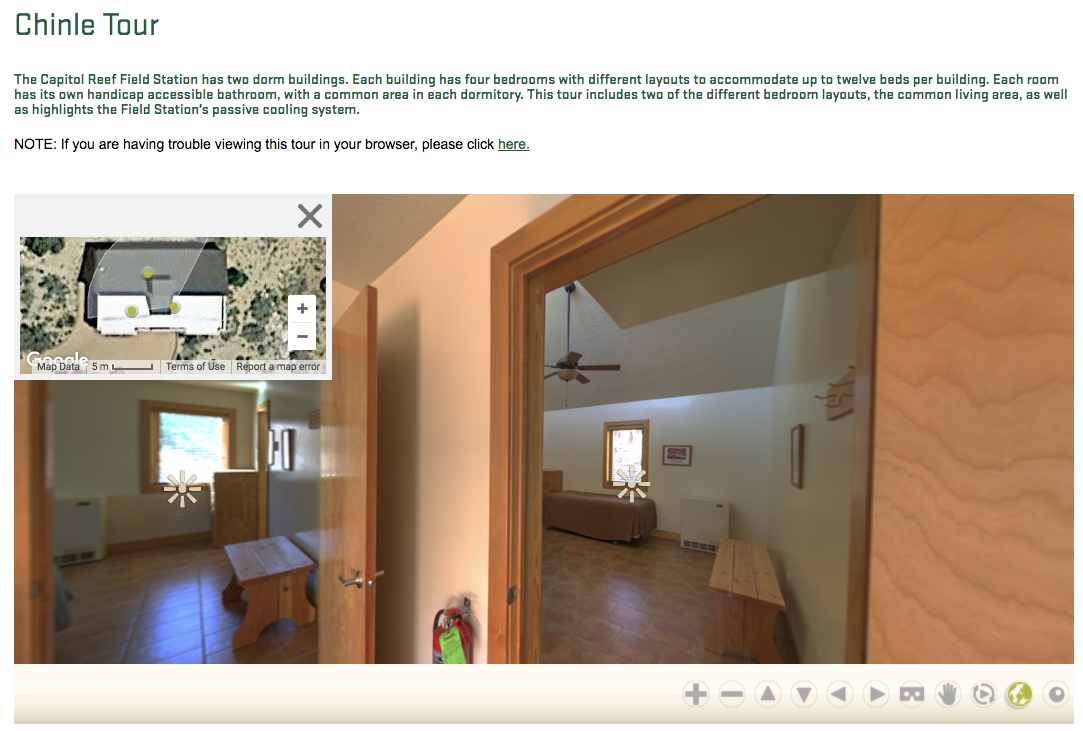 Chinle Tour
The Capitol Reef Field Station has two dorm buildings. Each building has four bedrooms with different layouts to accommodate up to twelve beds per building. Each room
has its own handicap accessible bathroom, with a common area in each dormitory. This tour includes two of the different bedroom layouts, the common living area, as well
as highlights the Field Station's passive cooling system.
NOTE: If you are having trouble viewing this tour in your browser, please click here.
Google
Map Data 5 m Terms of Use Report a map error